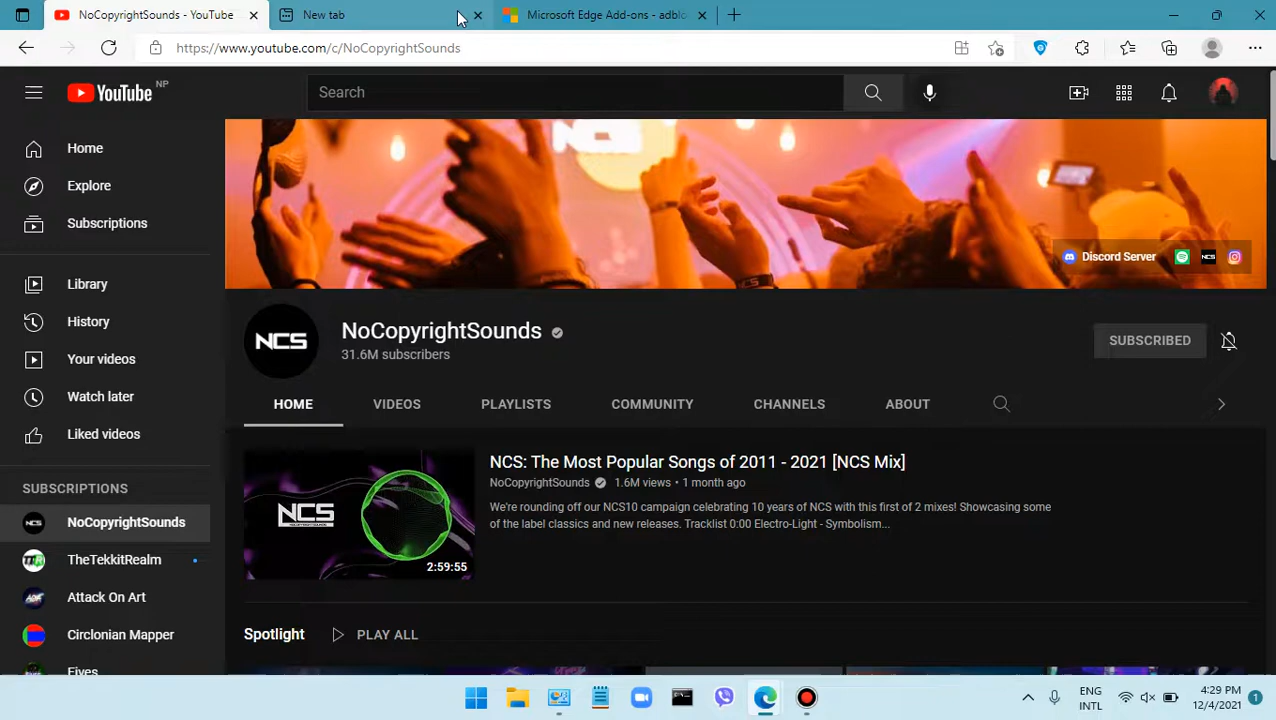 NoCopyrightSounds - YouTube
New tab
Microsoft Edge Add-ons - adblo
https://www.youtube.com/c/NoCopyrightSounds
YouTube NP
Search
Home
Explore
Subscriptions
Library
History
Your videos
Watch later
Liked videos
SUBSCRIPTIONS
NoCopyrightSounds
TheTekkitRealm
Attack On Art
Circlonian Mapper
Fives
NCS
Discord Server
NCS
NCS
NoCopyrightSounds
31.6M subscribers
SUBSCRIBED
HOME VIDEOS PLAYLISTS COMMUNITY CHANNELS ABOUT
NCS
2:59:55
NCS: The Most Popular Songs of 2011 - 2021 [NCS Mix]
NoCopyrightSounds 1.6M views • 1 month ago
We're rounding off our NCS10 campaign celebrating 10 years of NCS with this first of 2 mixes! Showcasing some
of the label classics and new releases. Tracklist 0:00 Electro-Light - Symbolism...
Spotlight PLAY ALL
ENG
INTL
4:29 PM
12/4/2021
1